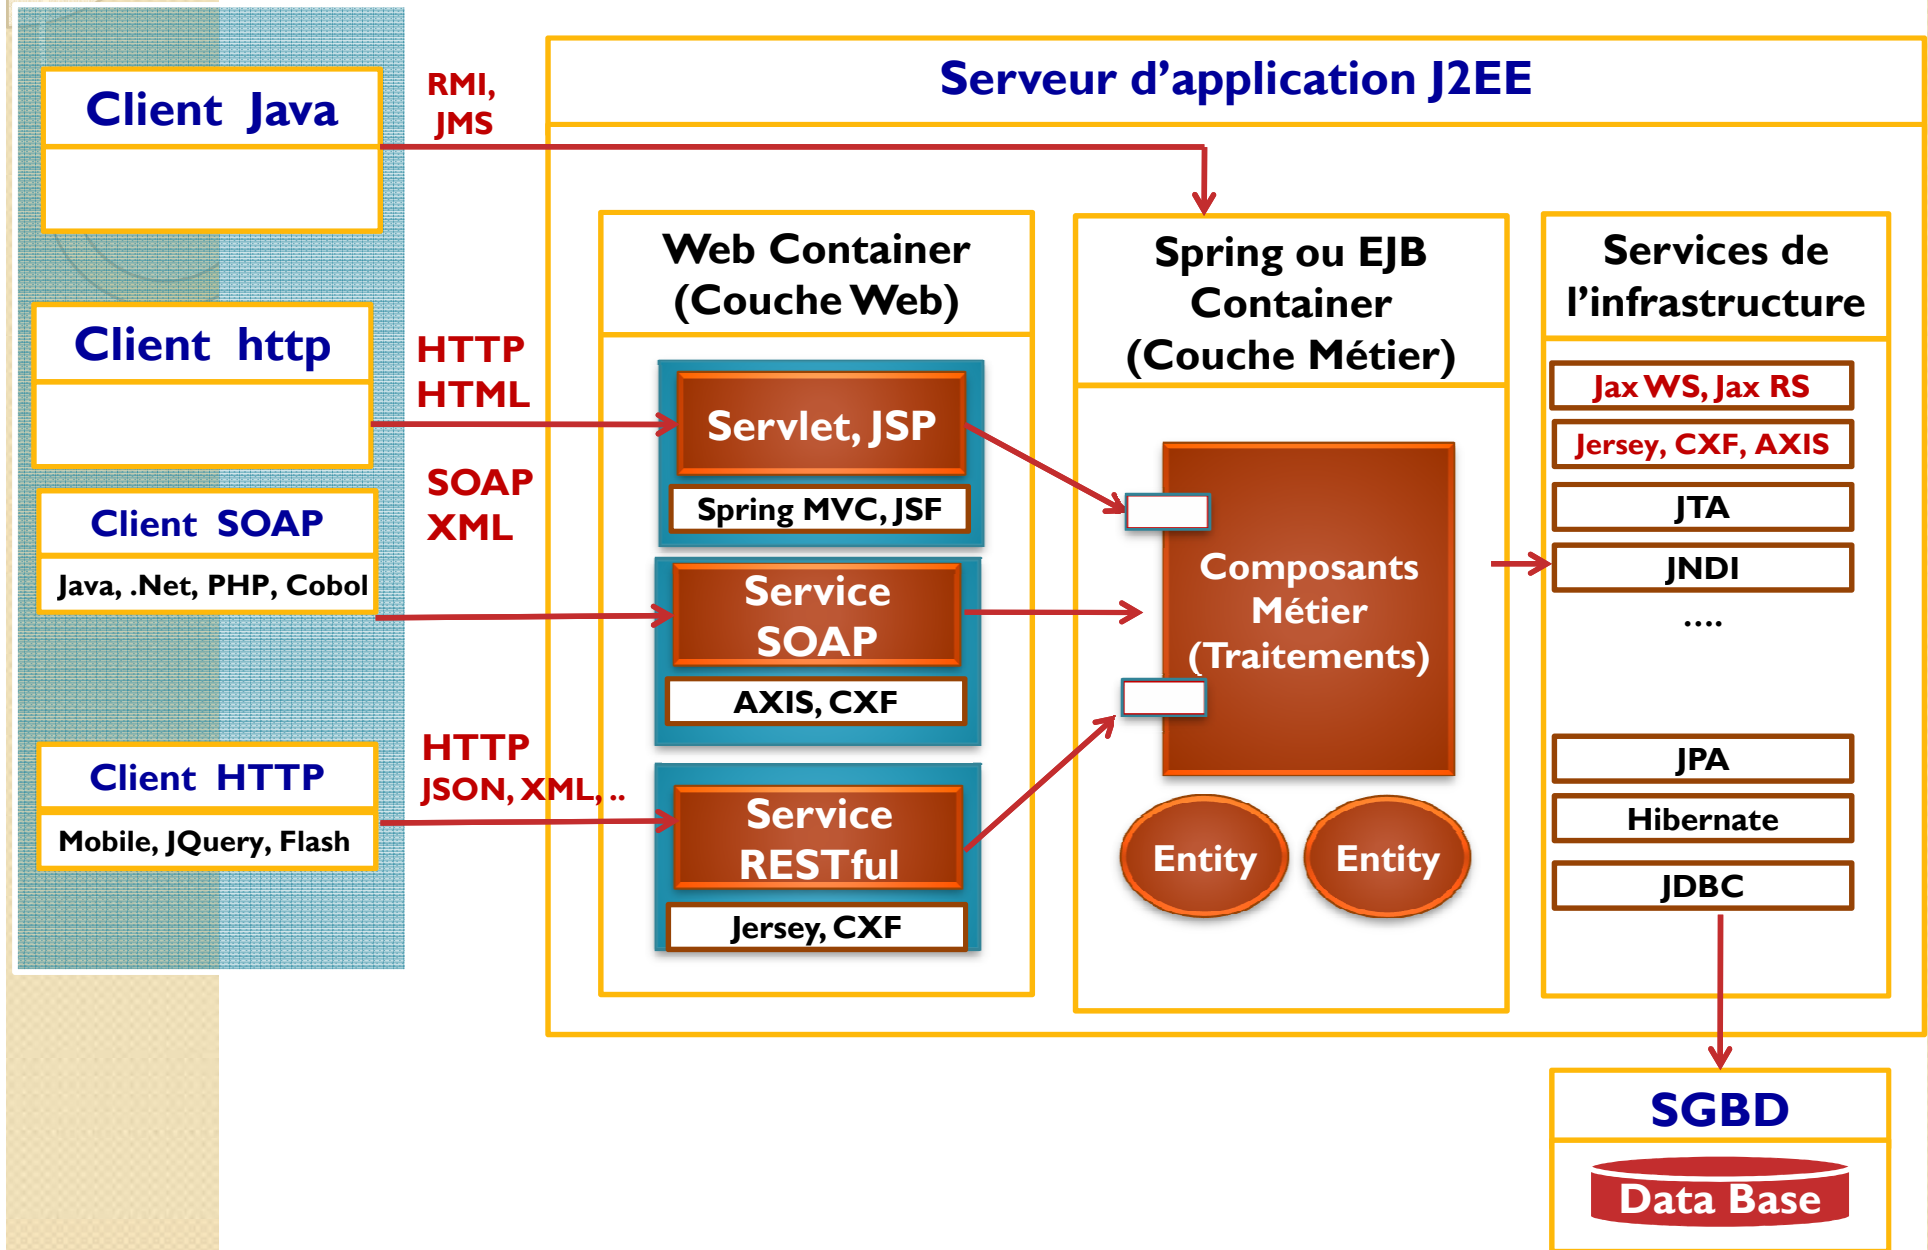 Serveur d’application J2EE
Client Java
RMI,
JMS
Client http
HTTP
HTML
Client SOAP
Java, .Net, PHP, Cobol
SOAP
XML
Client HTTP
Mobile, JQuery, Flash
HTTP
JSON, XML, ..
Web Container
(Couche Web)
Servlet, JSP
Spring MVC, JSF
Service
SOAP
AXIS, CXF
Service
RESTful
Jersey, CXF
Spring ou EJB
Container
(Couche Métier)
Composants
Métier
(Traitements)
Entity
Entity
Services de
l’infrastructure
Jax WS, Jax RS
Jersey, CXF, AXIS
JTA
JNDI
....
JPA
Hibernate
JDBC
SGBD
Data Base